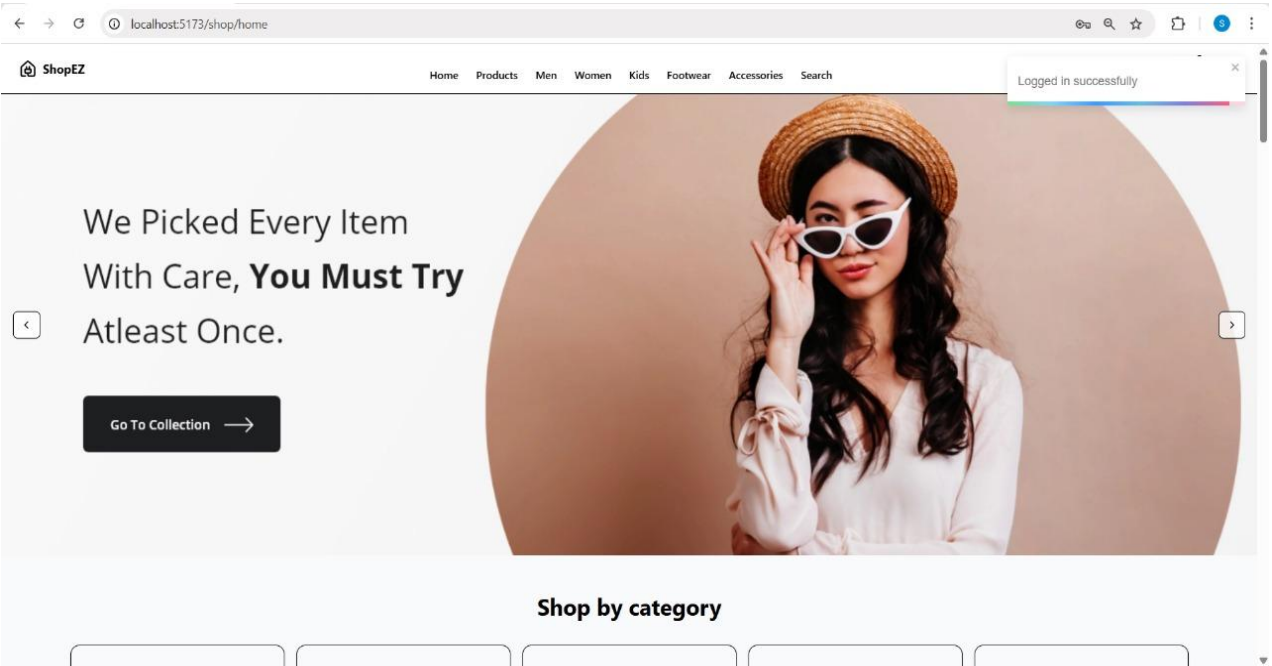 localhost:5173/shop/home
S
ShopEZ
Home Products Men Women Kids Footwear Accessories Search
Logged in successfully
We Picked Every Item
With Care, You Must Try
Atleast Once.
Go To Collection
Shop by category